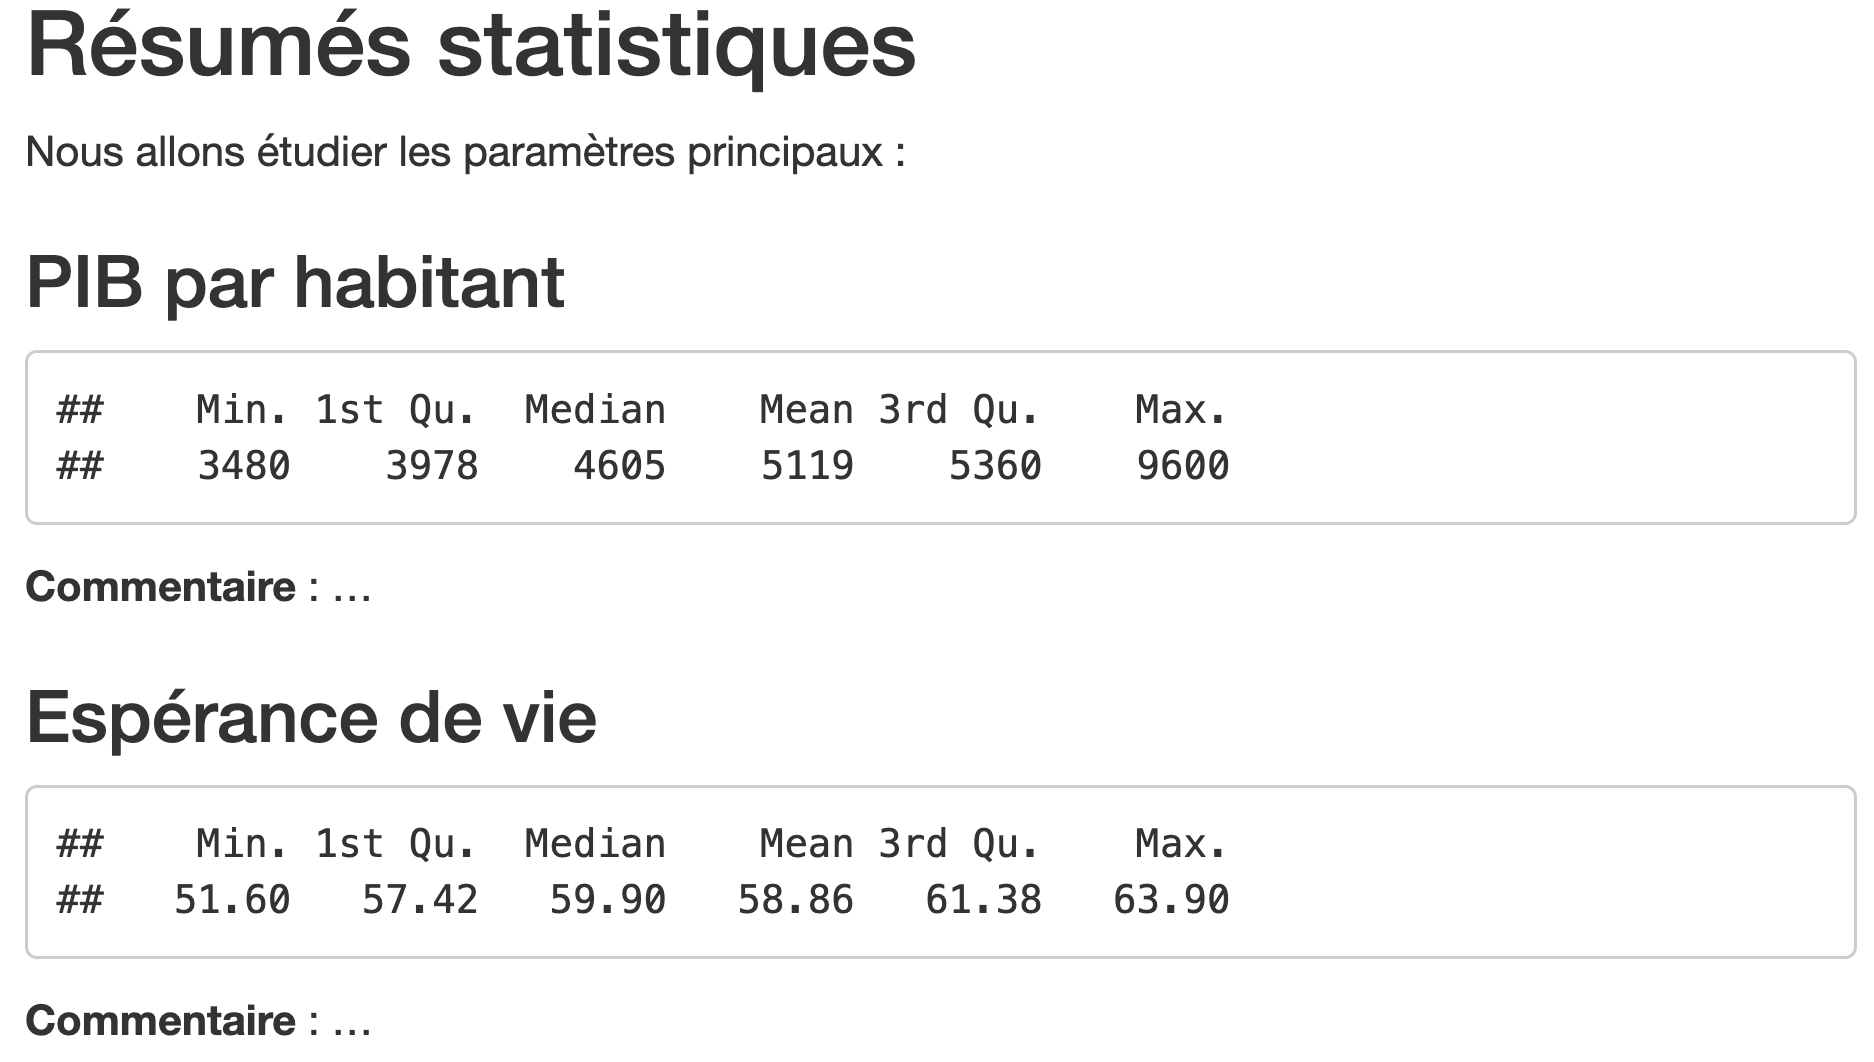 Résumés statistiques
Nous allons étudier les paramètres principaux :
PIB par habitant
##    Min. 1st Qu.  Median    Mean 3rd Qu.    Max.
##    3480    3978    4605    5119    5360    9600
Commentaire : …
Espérance de vie
##    Min. 1st Qu.  Median    Mean 3rd Qu.    Max.
##   51.60   57.42   59.90   58.86   61.38   63.90
Commentaire : …